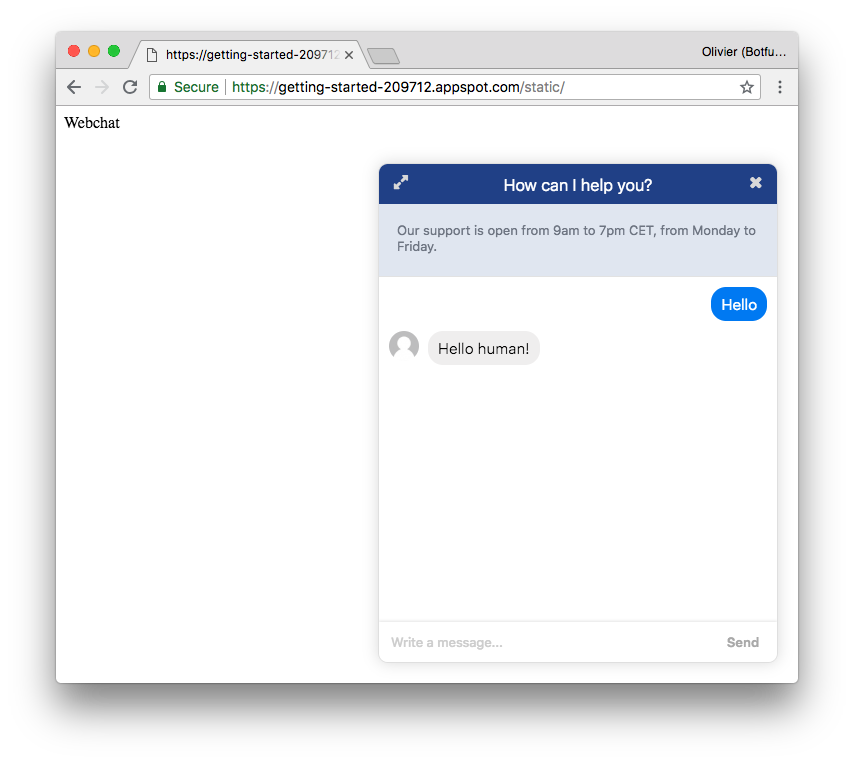 https://getting-started-209712
Olivier (Botfu...
Secure https://getting-started-209712.appspot.com/static/
Webchat
How can I help you?
Our support is open from 9am to 7pm CET, from Monday to
Friday.
Hello
Hello human!
Write a message...
Send